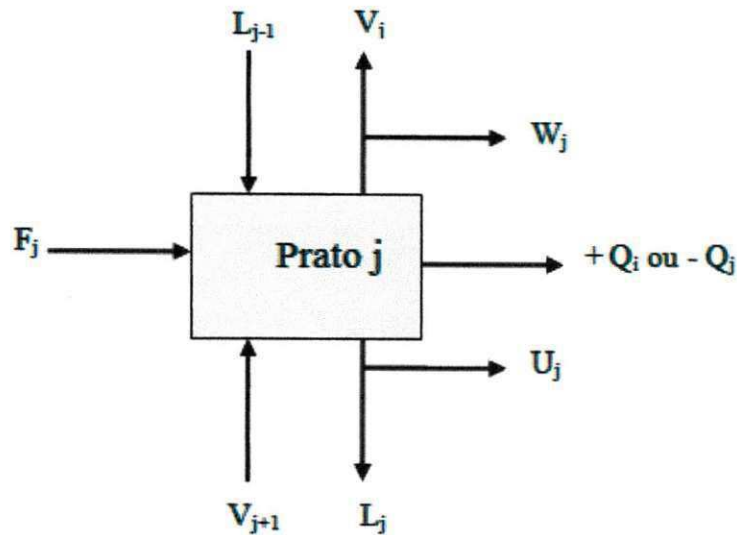 L_{j-1} V_i
W_j
F_j Prato j + Q_i ou - Q_j
U_j
V_{j+1} L_j